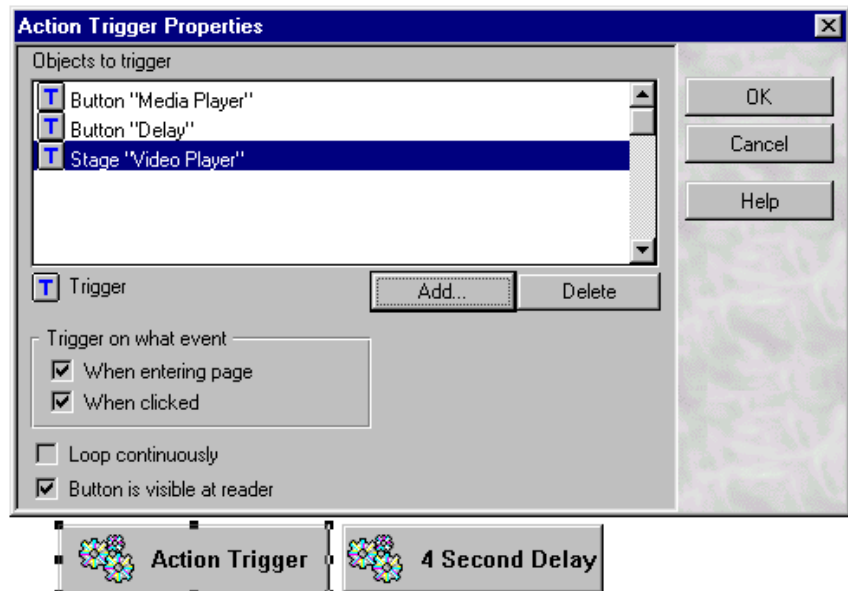 Action Trigger Properties
Objects to trigger
T Button "Media Player"
T Button "Delay"
T Stage "Video Player"
OK
Cancel
Help
T Trigger
Add...
Delete
Trigger on what event
When entering page
When clicked
Loop continuously
Button is visible at reader
Action Trigger
4 Second Delay